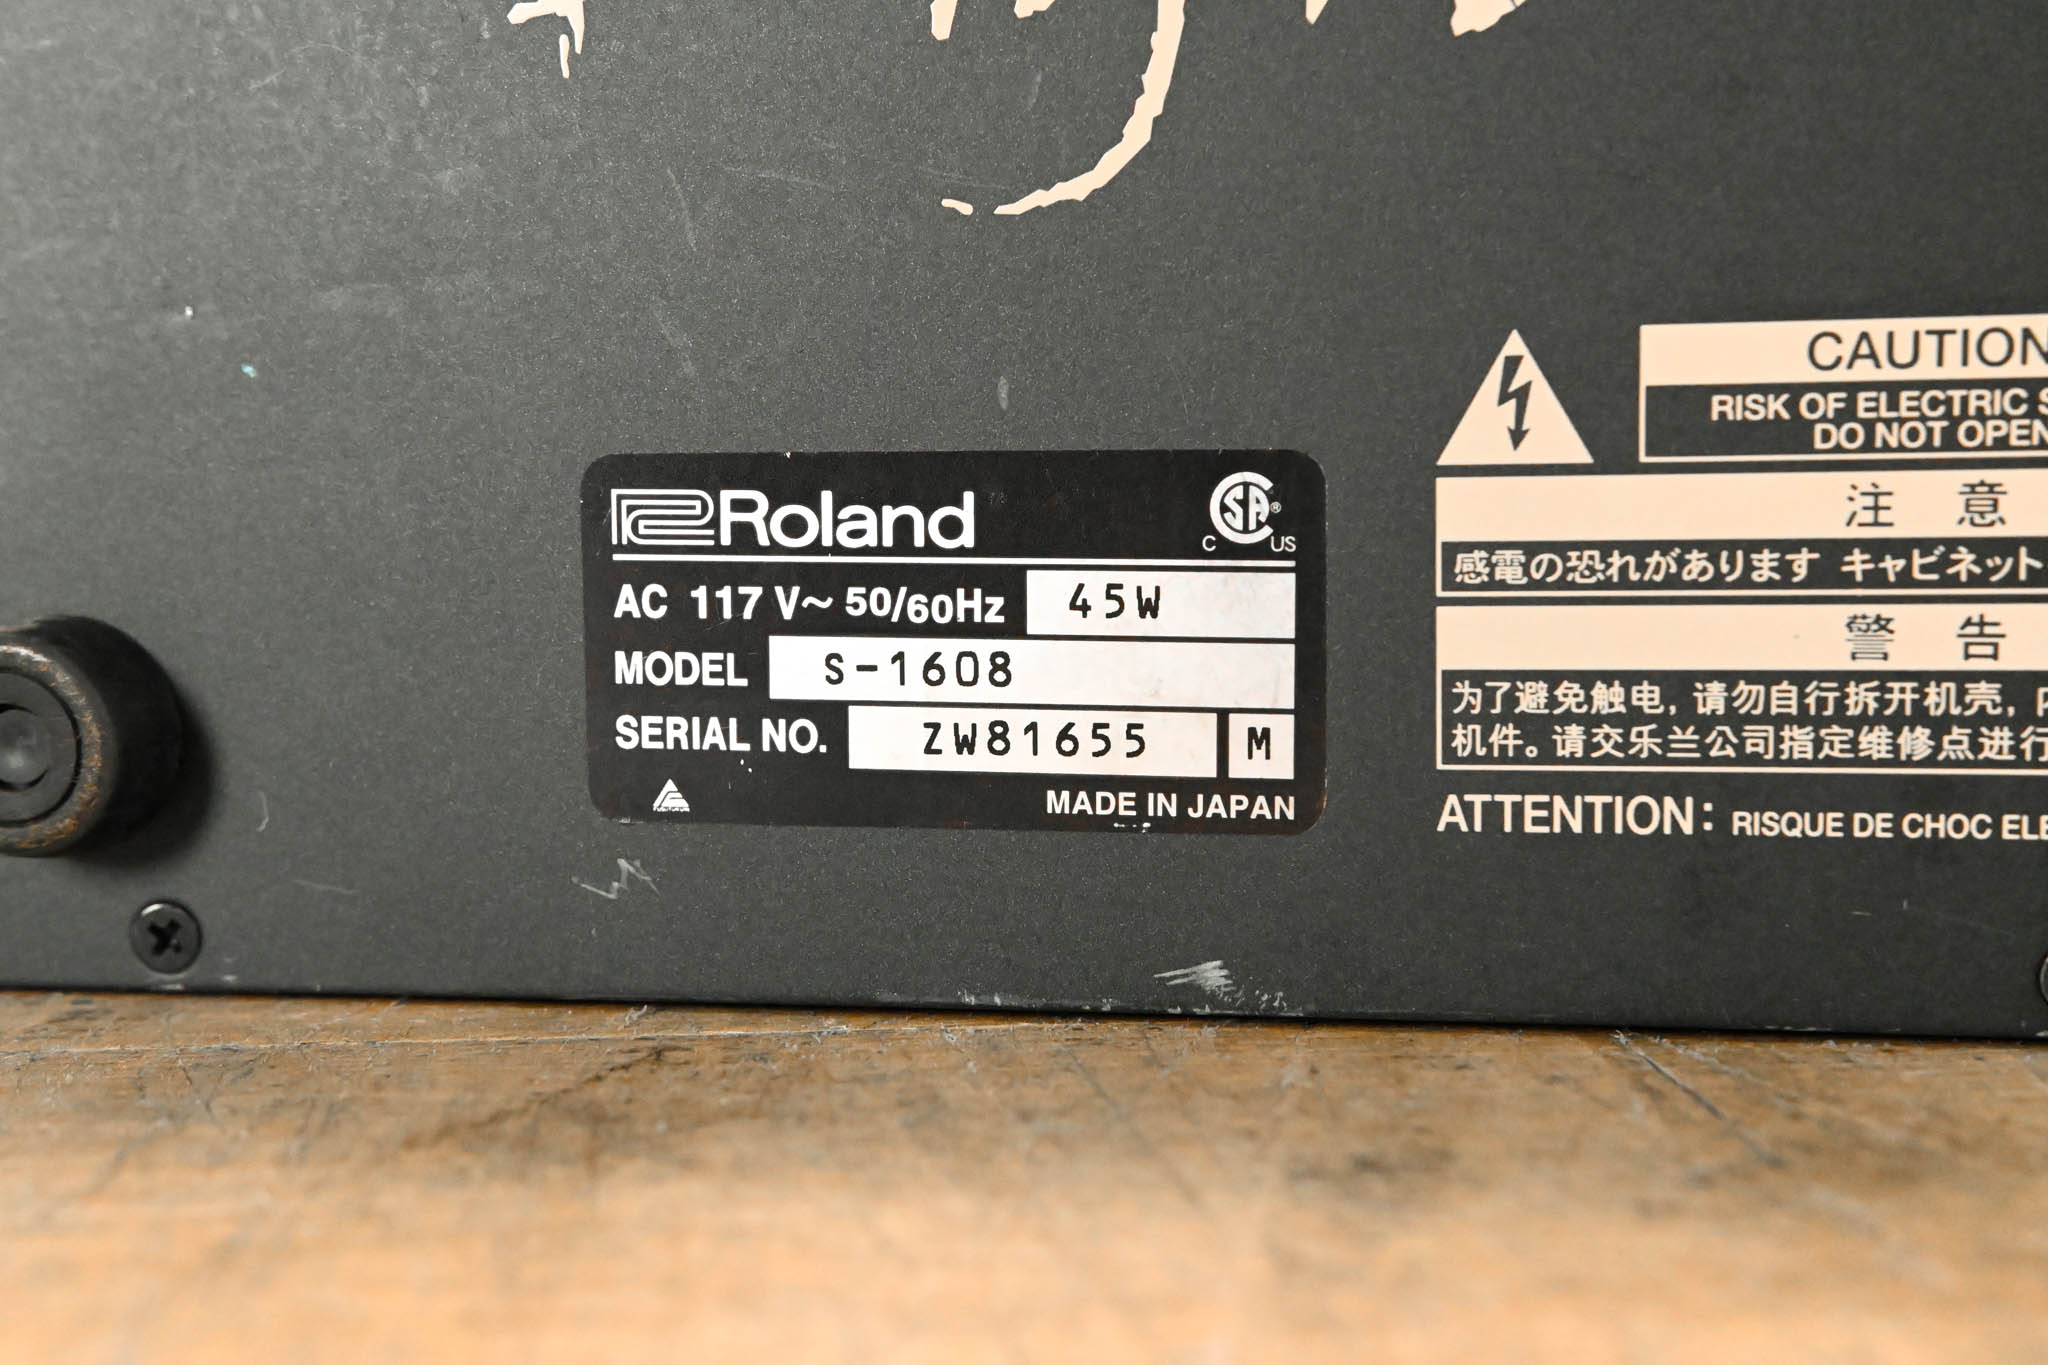 Roland
CSA®
C US
AC 117 V~ 50/60Hz 45W
MODEL S-1608
SERIAL NO. ZW81655 M
MADE IN JAPAN
CAUTION
RISK OF ELECTRIC S
DO NOT OPEN
注 意
感電の恐れがあります キャビネット
警 告
为了避免触电,请勿自行拆开机壳,
机件。请交乐兰公司指定维修点进行
ATTENTION: RISQUE DE CHOC ELE